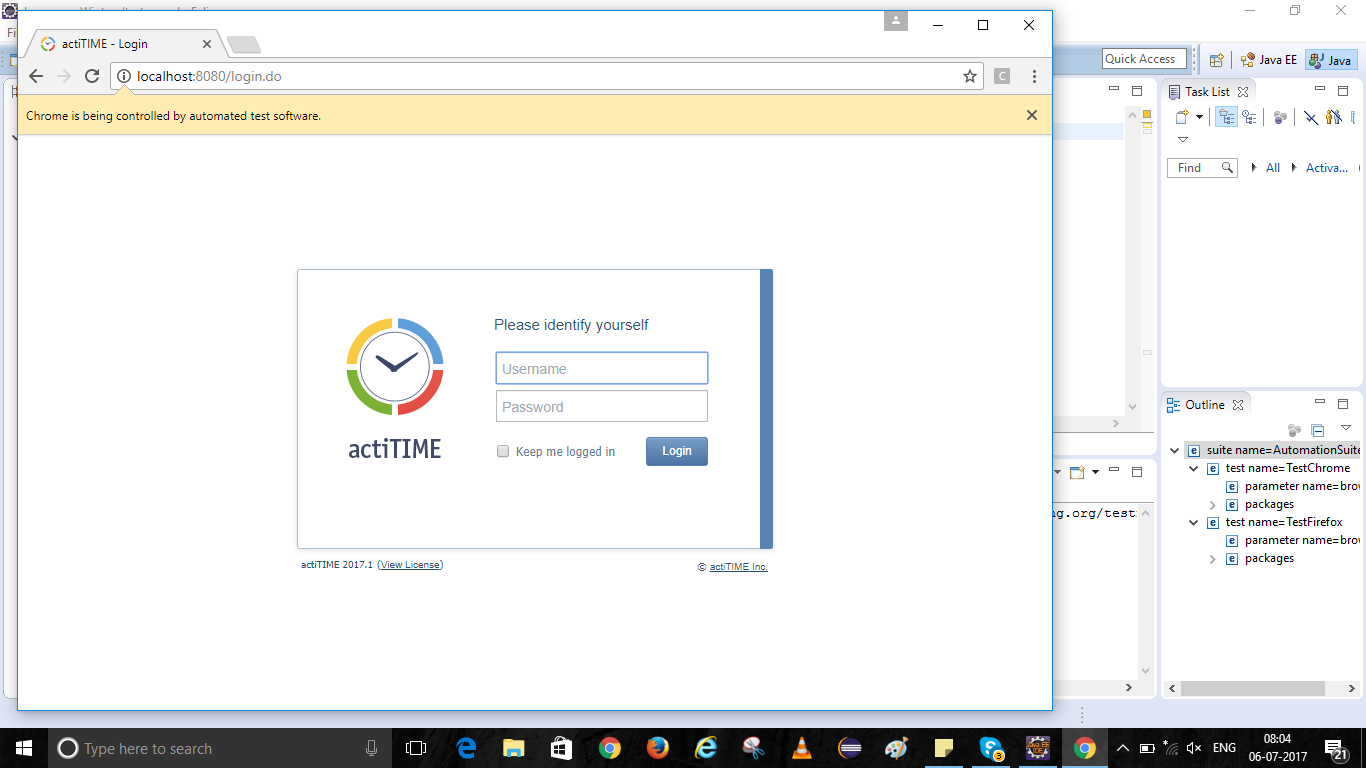 actiTIME - Login
localhost:8080/login.do
C
Chrome is being controlled by automated test software.
Please identify yourself
Username
Password
Keep me logged in
Login
actiTIME
actiTIME 2017.1 (View License)
© actiTIME Inc.
Quick Access
Java EE
Java
Task List
Find
All
Activa...
Outline
suite name=AutomationSuite
test name=TestChrome
parameter name=brow
packages
test name=TestFirefox
parameter name=brow
packages
ng.org/test
Type here to search
3
ENG
08:04
06-07-2017
21